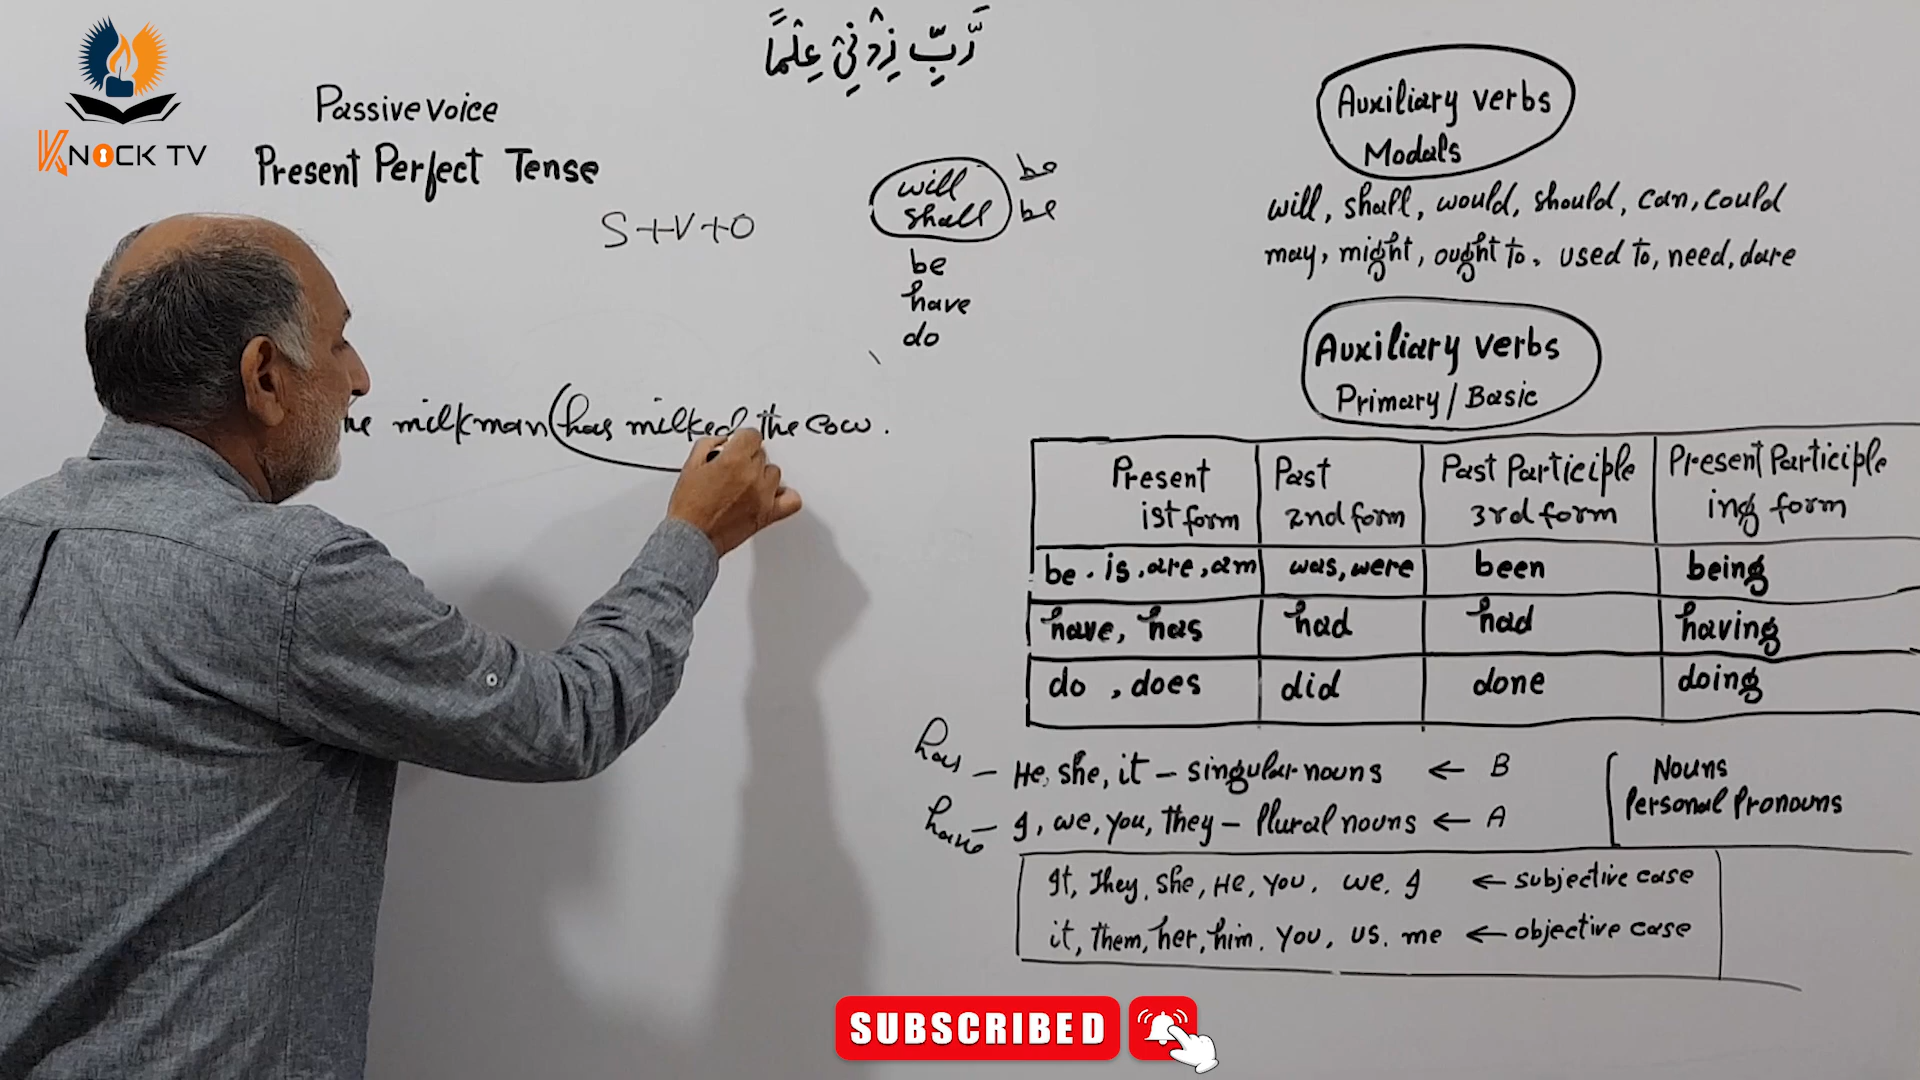 KNOCK TV
رَّبِّ زِدْنِیْ عِلْمًا
Passive Voice
Present Perfect Tense
S+V+O
will be
shall be
be
have
do
milkman has milked the cow.
Auxiliary verbs
Modals
will, shall, would, should, can, could
may, might, ought to, used to, need, dare
Auxiliary verbs
Primary / Basic
Present 1st form
Past 2nd form
Past Participle 3rd form
Present Participle ing form
be, is, are, am was, were been being
have, has had had having
do, does did done doing
has – He, she, it – singular nouns ← B
have – I, we, you, they – Plural nouns ← A
Nouns
Personal Pronouns
It, They, She, He, You, we, I ← subjective case
it, them, her, him, you, us, me ← objective case
SUBSCRIBED